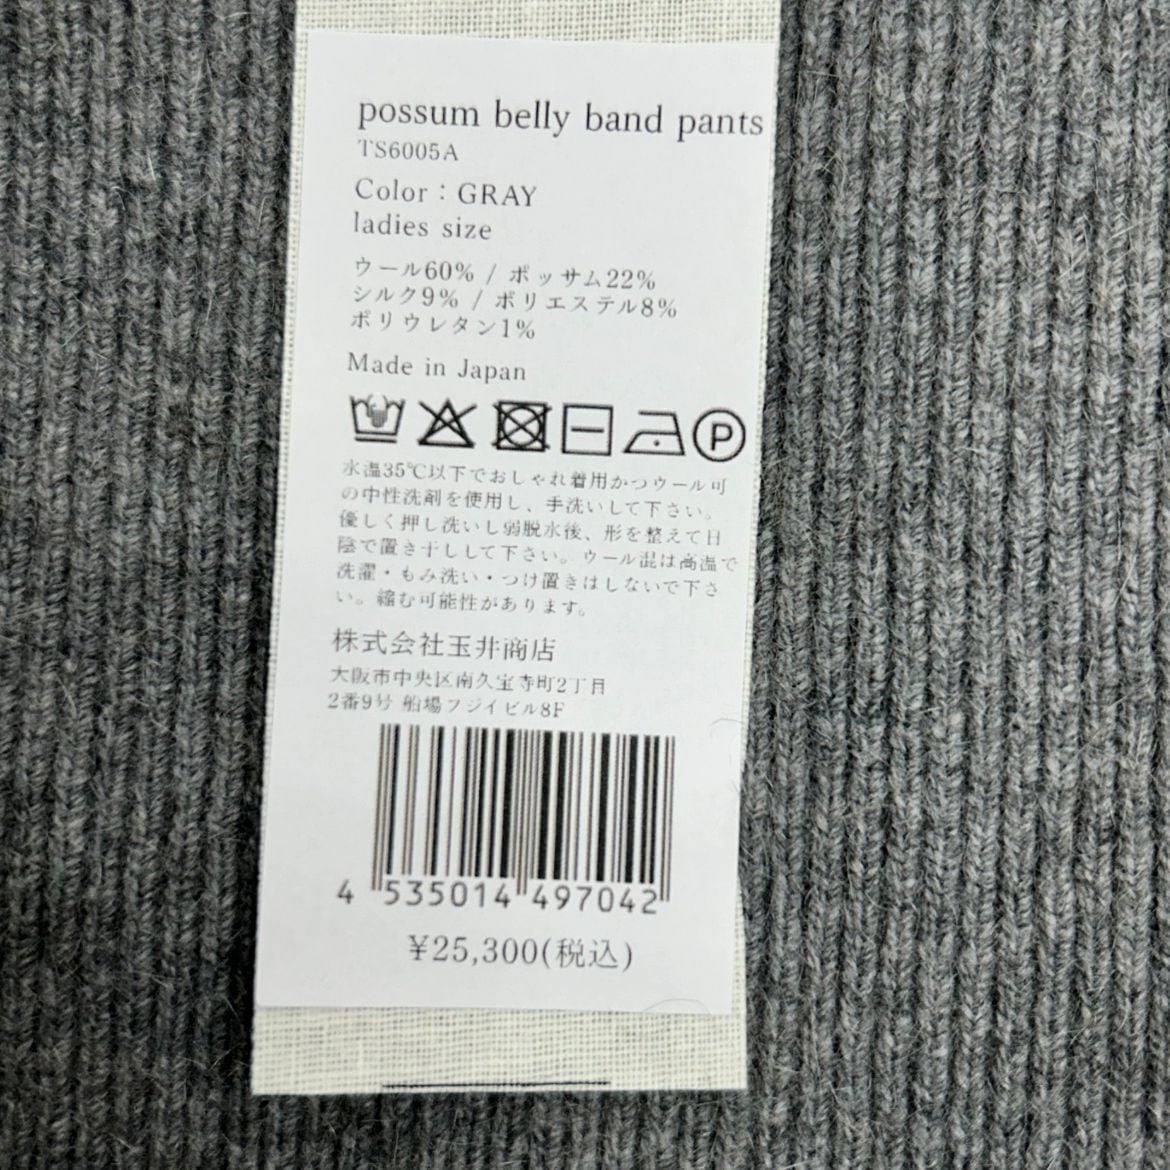 possum belly band pants
TS6005A
Color：GRAY
ladies size
ウール60% / ポッサム22%
シルク9% / ポリエステル8%
ポリウレタン1%
Made in Japan
P
水温35℃以下でおしゃれ着用かつウール可
の中性洗剤を使用し、手洗いして下さい。
優しく押し洗いし弱脱水後、形を整えて日
陰で置き干しして下さい。ウール混は高温で
洗濯・もみ洗い・つけ置きはしないで下さ
い。縮む可能性があります。
株式会社玉井商店
大阪市中央区南久宝寺町2丁目
2番9号 船場フジイビル8F
4 535014 497042
¥25,300(税込)